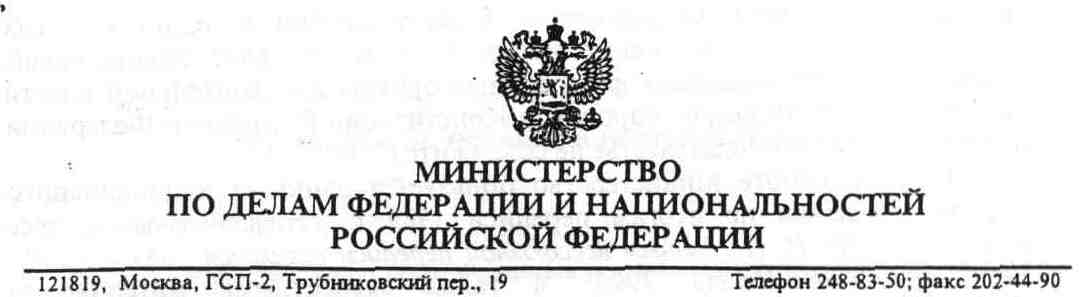 МИНИСТЕРСТВО
ПО ДЕЛАМ ФЕДЕРАЦИИ И НАЦИОНАЛЬНОСТЕЙ
РОССИЙСКОЙ ФЕДЕРАЦИИ
121819, Москва, ГСП-2, Трубниковский пер., 19 Телефон 248-83-50; факс 202-44-90